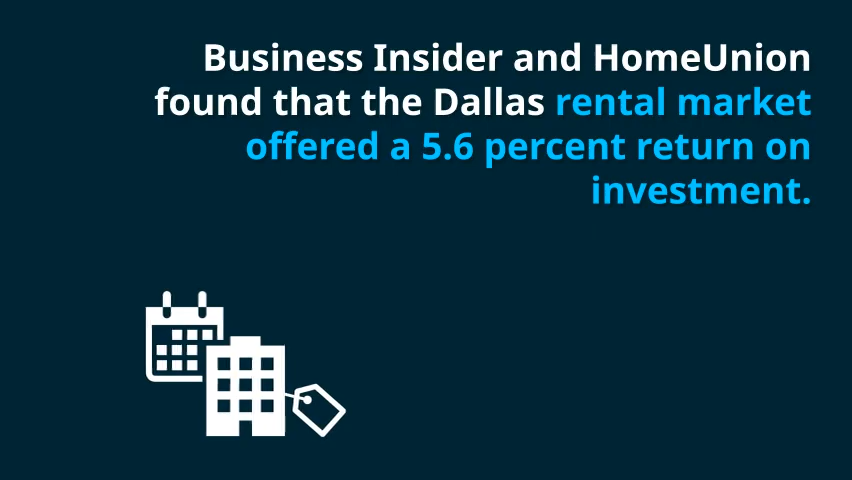 Business Insider and HomeUnion
found that the Dallas rental market
offered a 5.6 percent return on
investment.